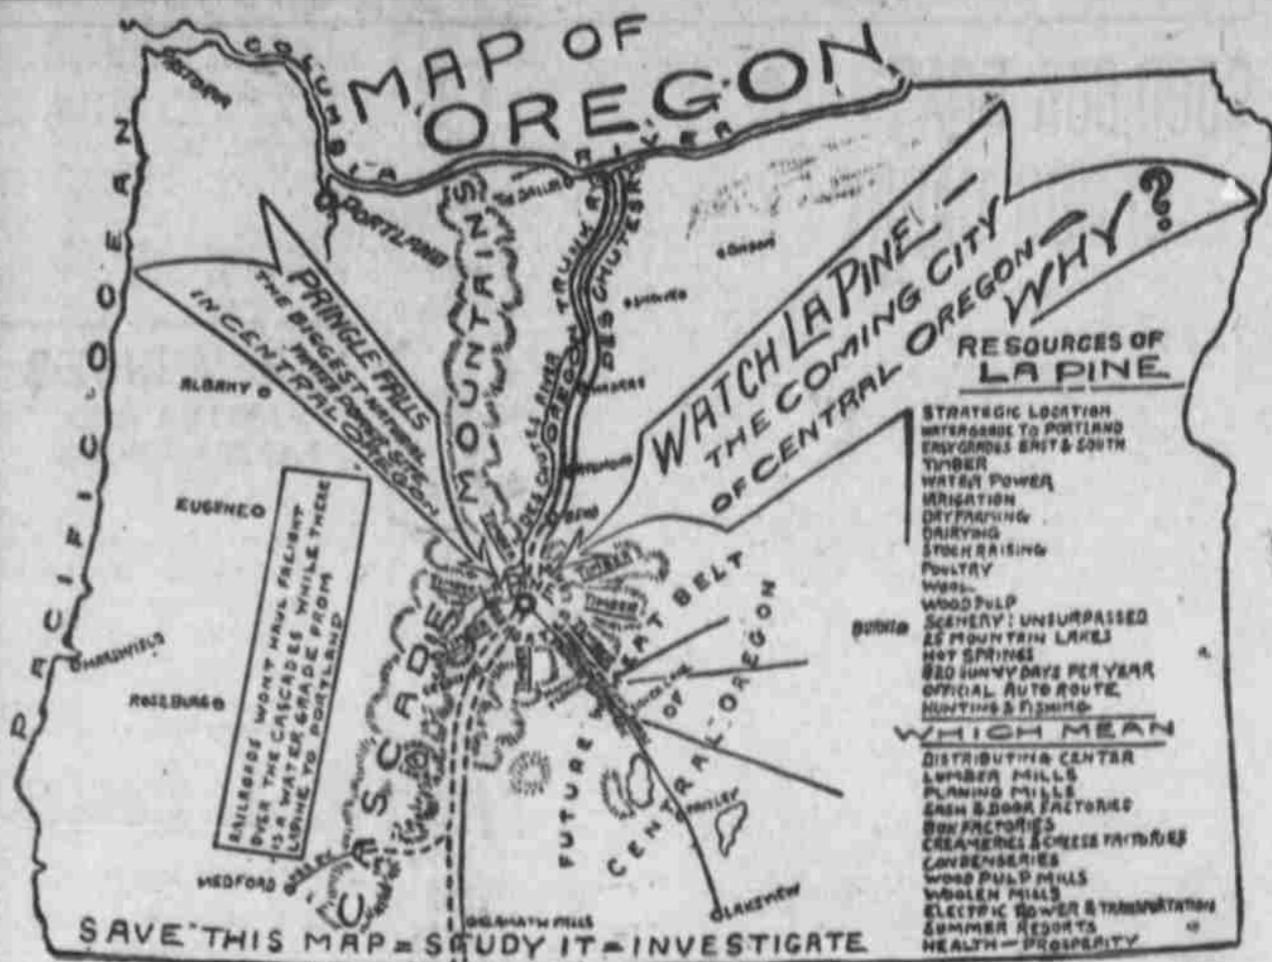 MAP OF
OREGON
ASTORIA
COLUMBIA RIVER
PACIFIC OCEAN
PORTLAND
THE DALLES
OREGON TRUNK RY
DESCHUTES R
DES CHUTES RIVER
CONDON
SHANIKO
MADRAS
REDMOND
BEND
PRINGLE FALLS
THE BIGGEST NATURAL
WATER POWER SITE
IN CENTRAL OREGON
WATCH LA PINE! —
THE COMING CITY
OF CENTRAL OREGON —
WHY?
ALBANY
EUGENE
MARSHFIELD
ROSEBURG
MEDFORD
RAILROADS WONT HAUL FREIGHT
OVER THE CASCADES WHILE THERE
IS A WATER GRADE FROM
LAPINE TO PORTLAND
CASCADE MOUNTAINS
LAPINE
TIMBER
TIMBER
FUTURE WHEAT BELT
OF
CENTRAL OREGON
BURNS
PAISLEY
LAKEVIEW
KLAMATH FALLS
RESOURCES OF
LA PINE
STRATEGIC LOCATION
WATERGRADE TO PORTLAND
EASY GRADES EAST & SOUTH
TIMBER
WATER POWER
IRRIGATION
DRY FARMING
DAIRYING
STOCK RAISING
POULTRY
WOOL
WOOD PULP
SCENERY: UNSURPASSED
25 MOUNTAIN LAKES
HOT SPRINGS
SUNNY DAYS PER YEAR
OFFICIAL AUTO ROUTE
HUNTING & FISHING
WHICH MEAN
DISTRIBUTING CENTER
LUMBER MILLS
PLANING MILLS
SASH & DOOR FACTORIES
BOX FACTORIES
CREAMERIES & CHEESE FACTORIES
CONDENSERIES
WOOD PULP MILLS
WOOLEN MILLS
ELECTRIC POWER & TRANSPORTATION
SUMMER RESORTS
HEALTH — PROSPERITY
SAVE THIS MAP = STUDY IT = INVESTIGATE